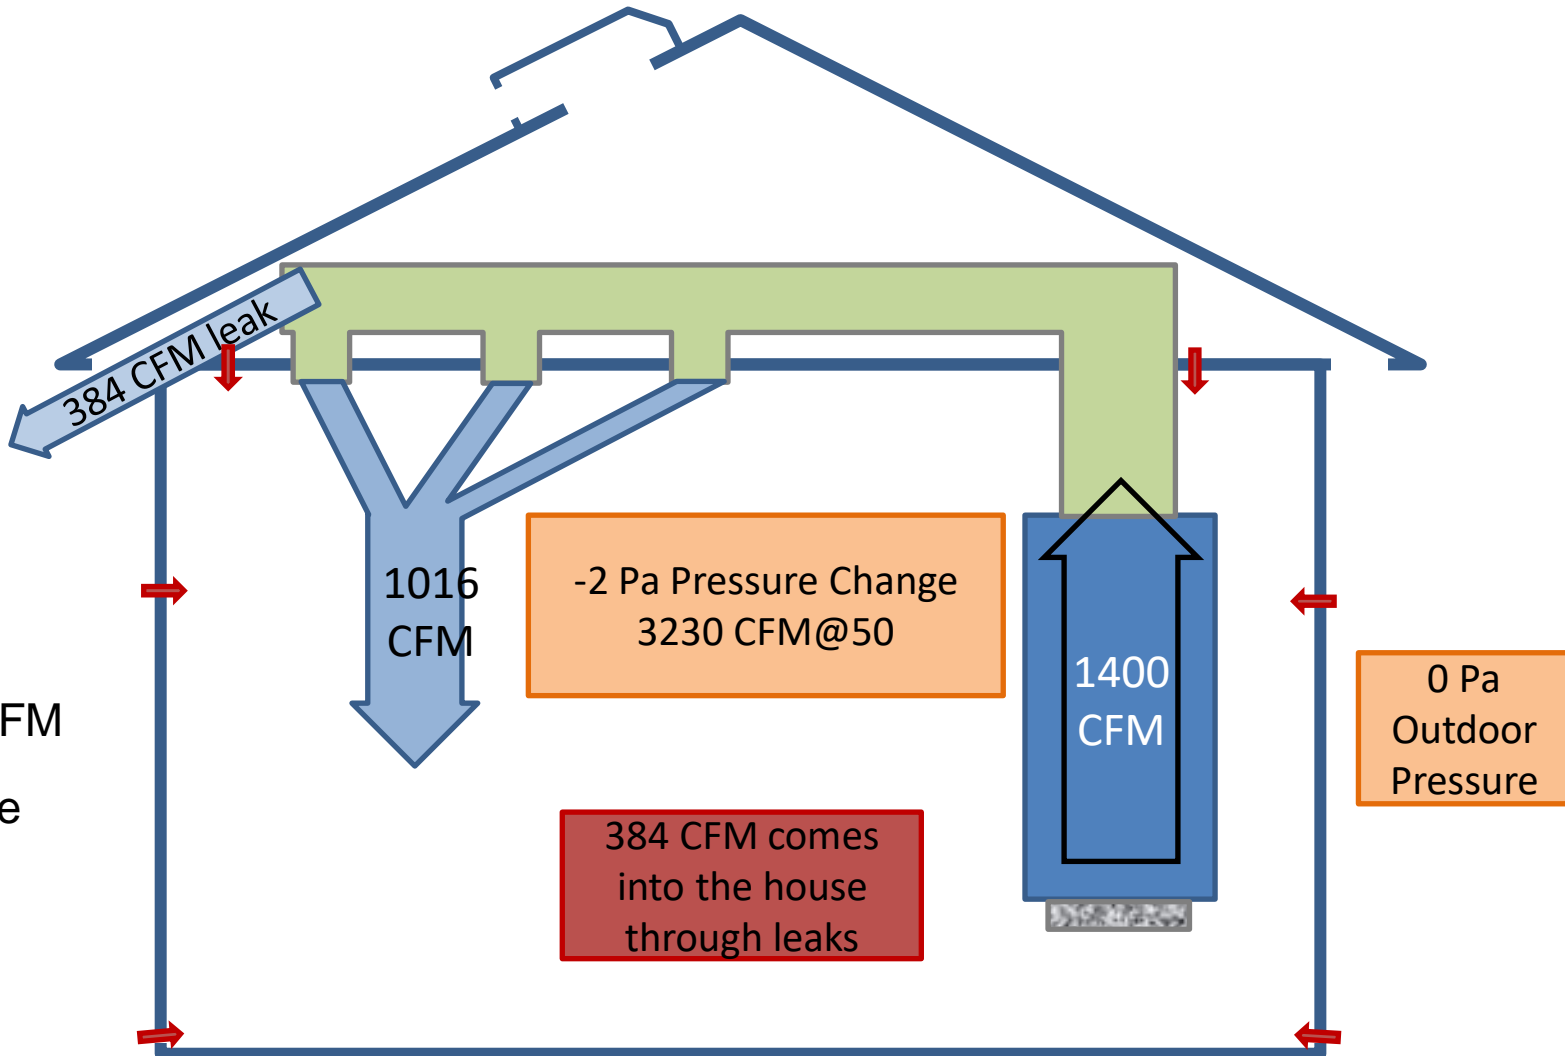 384 CFM leak
1016
CFM
-2 Pa Pressure Change
3230 CFM@50
1400
CFM
0 Pa
Outdoor
Pressure
FM
e
384 CFM comes
into the house
through leaks